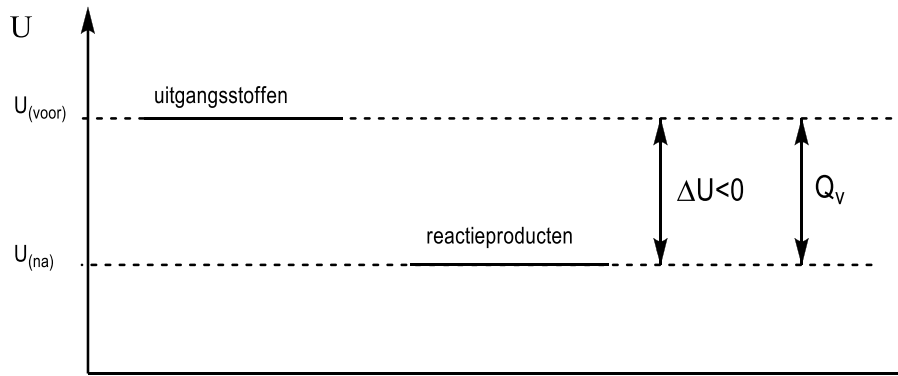 U
U(voor)
uitgangsstoffen
ΔU<0
Qv
reactieproducten
U(na)